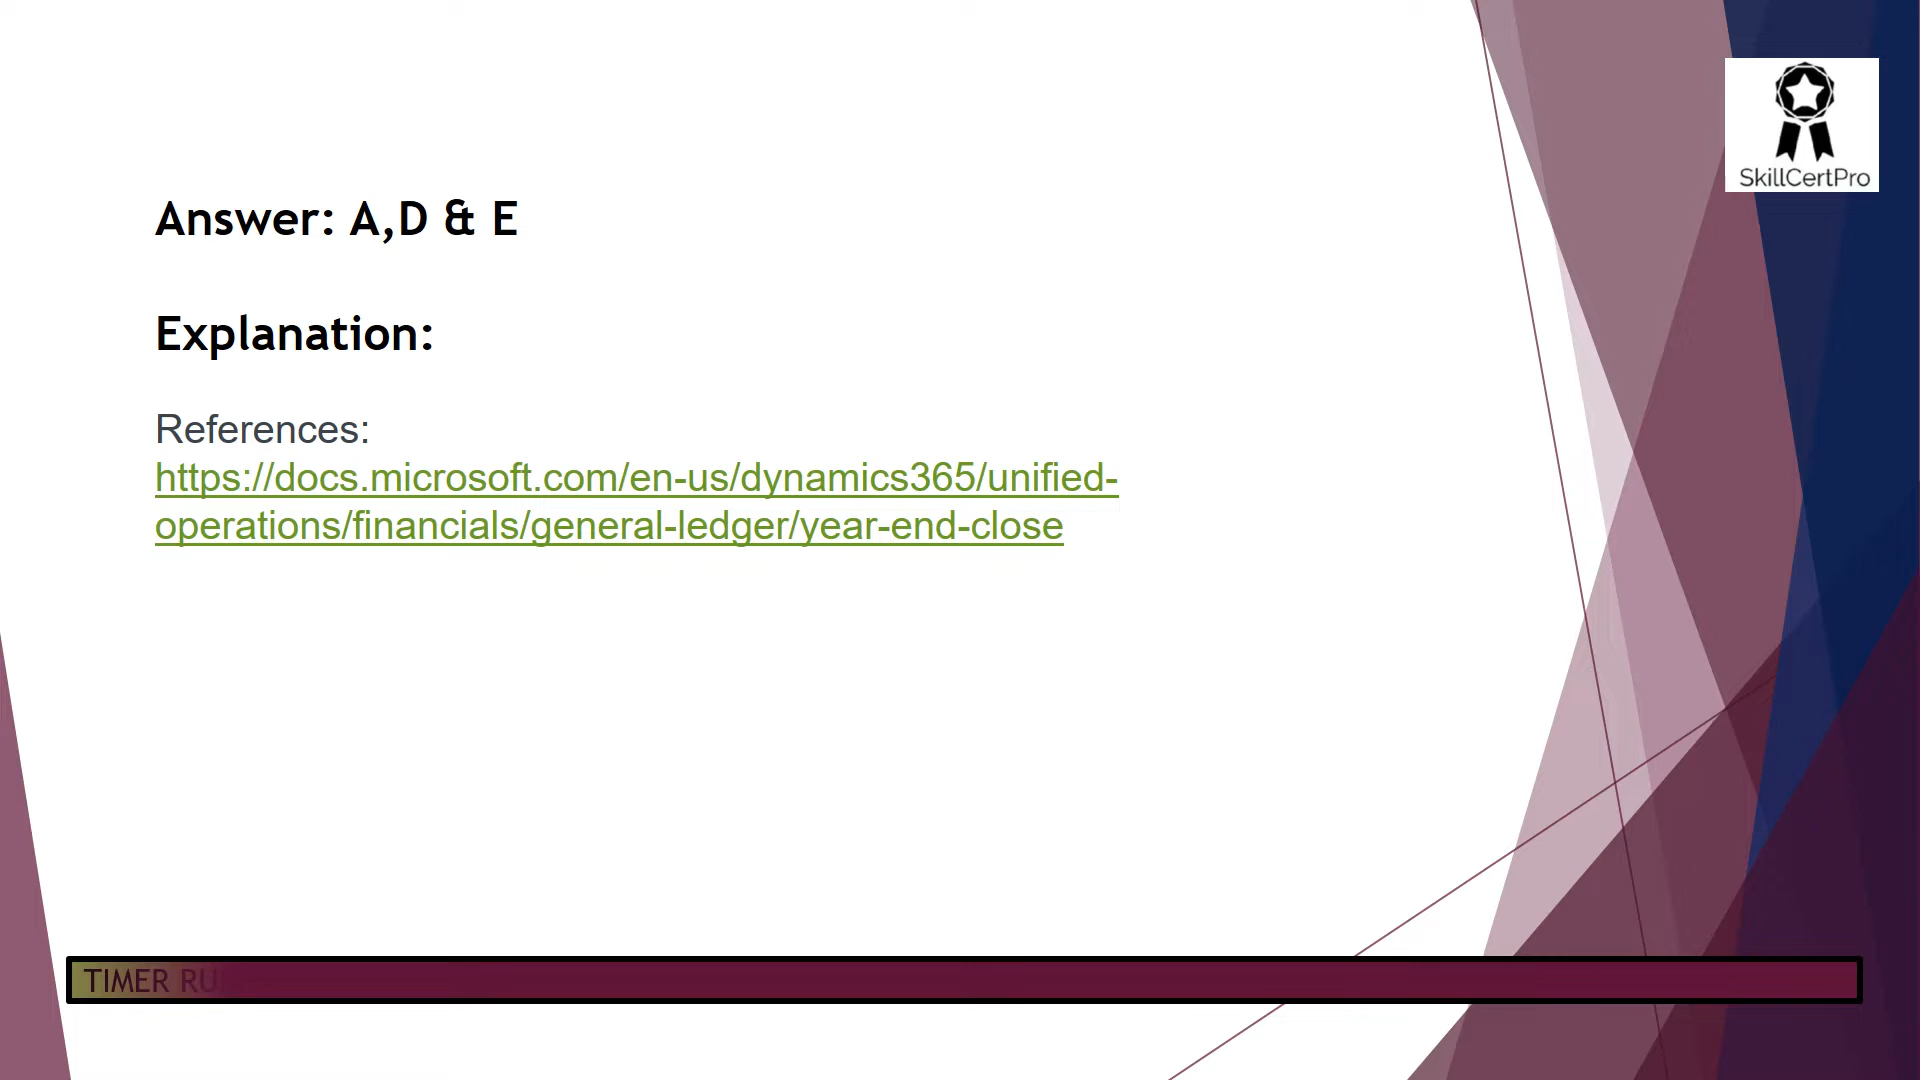 SkillCertPro
Answer: A,D & E
Explanation:
References:
https://docs.microsoft.com/en-us/dynamics365/unified-
operations/financials/general-ledger/year-end-close
TIMER RU